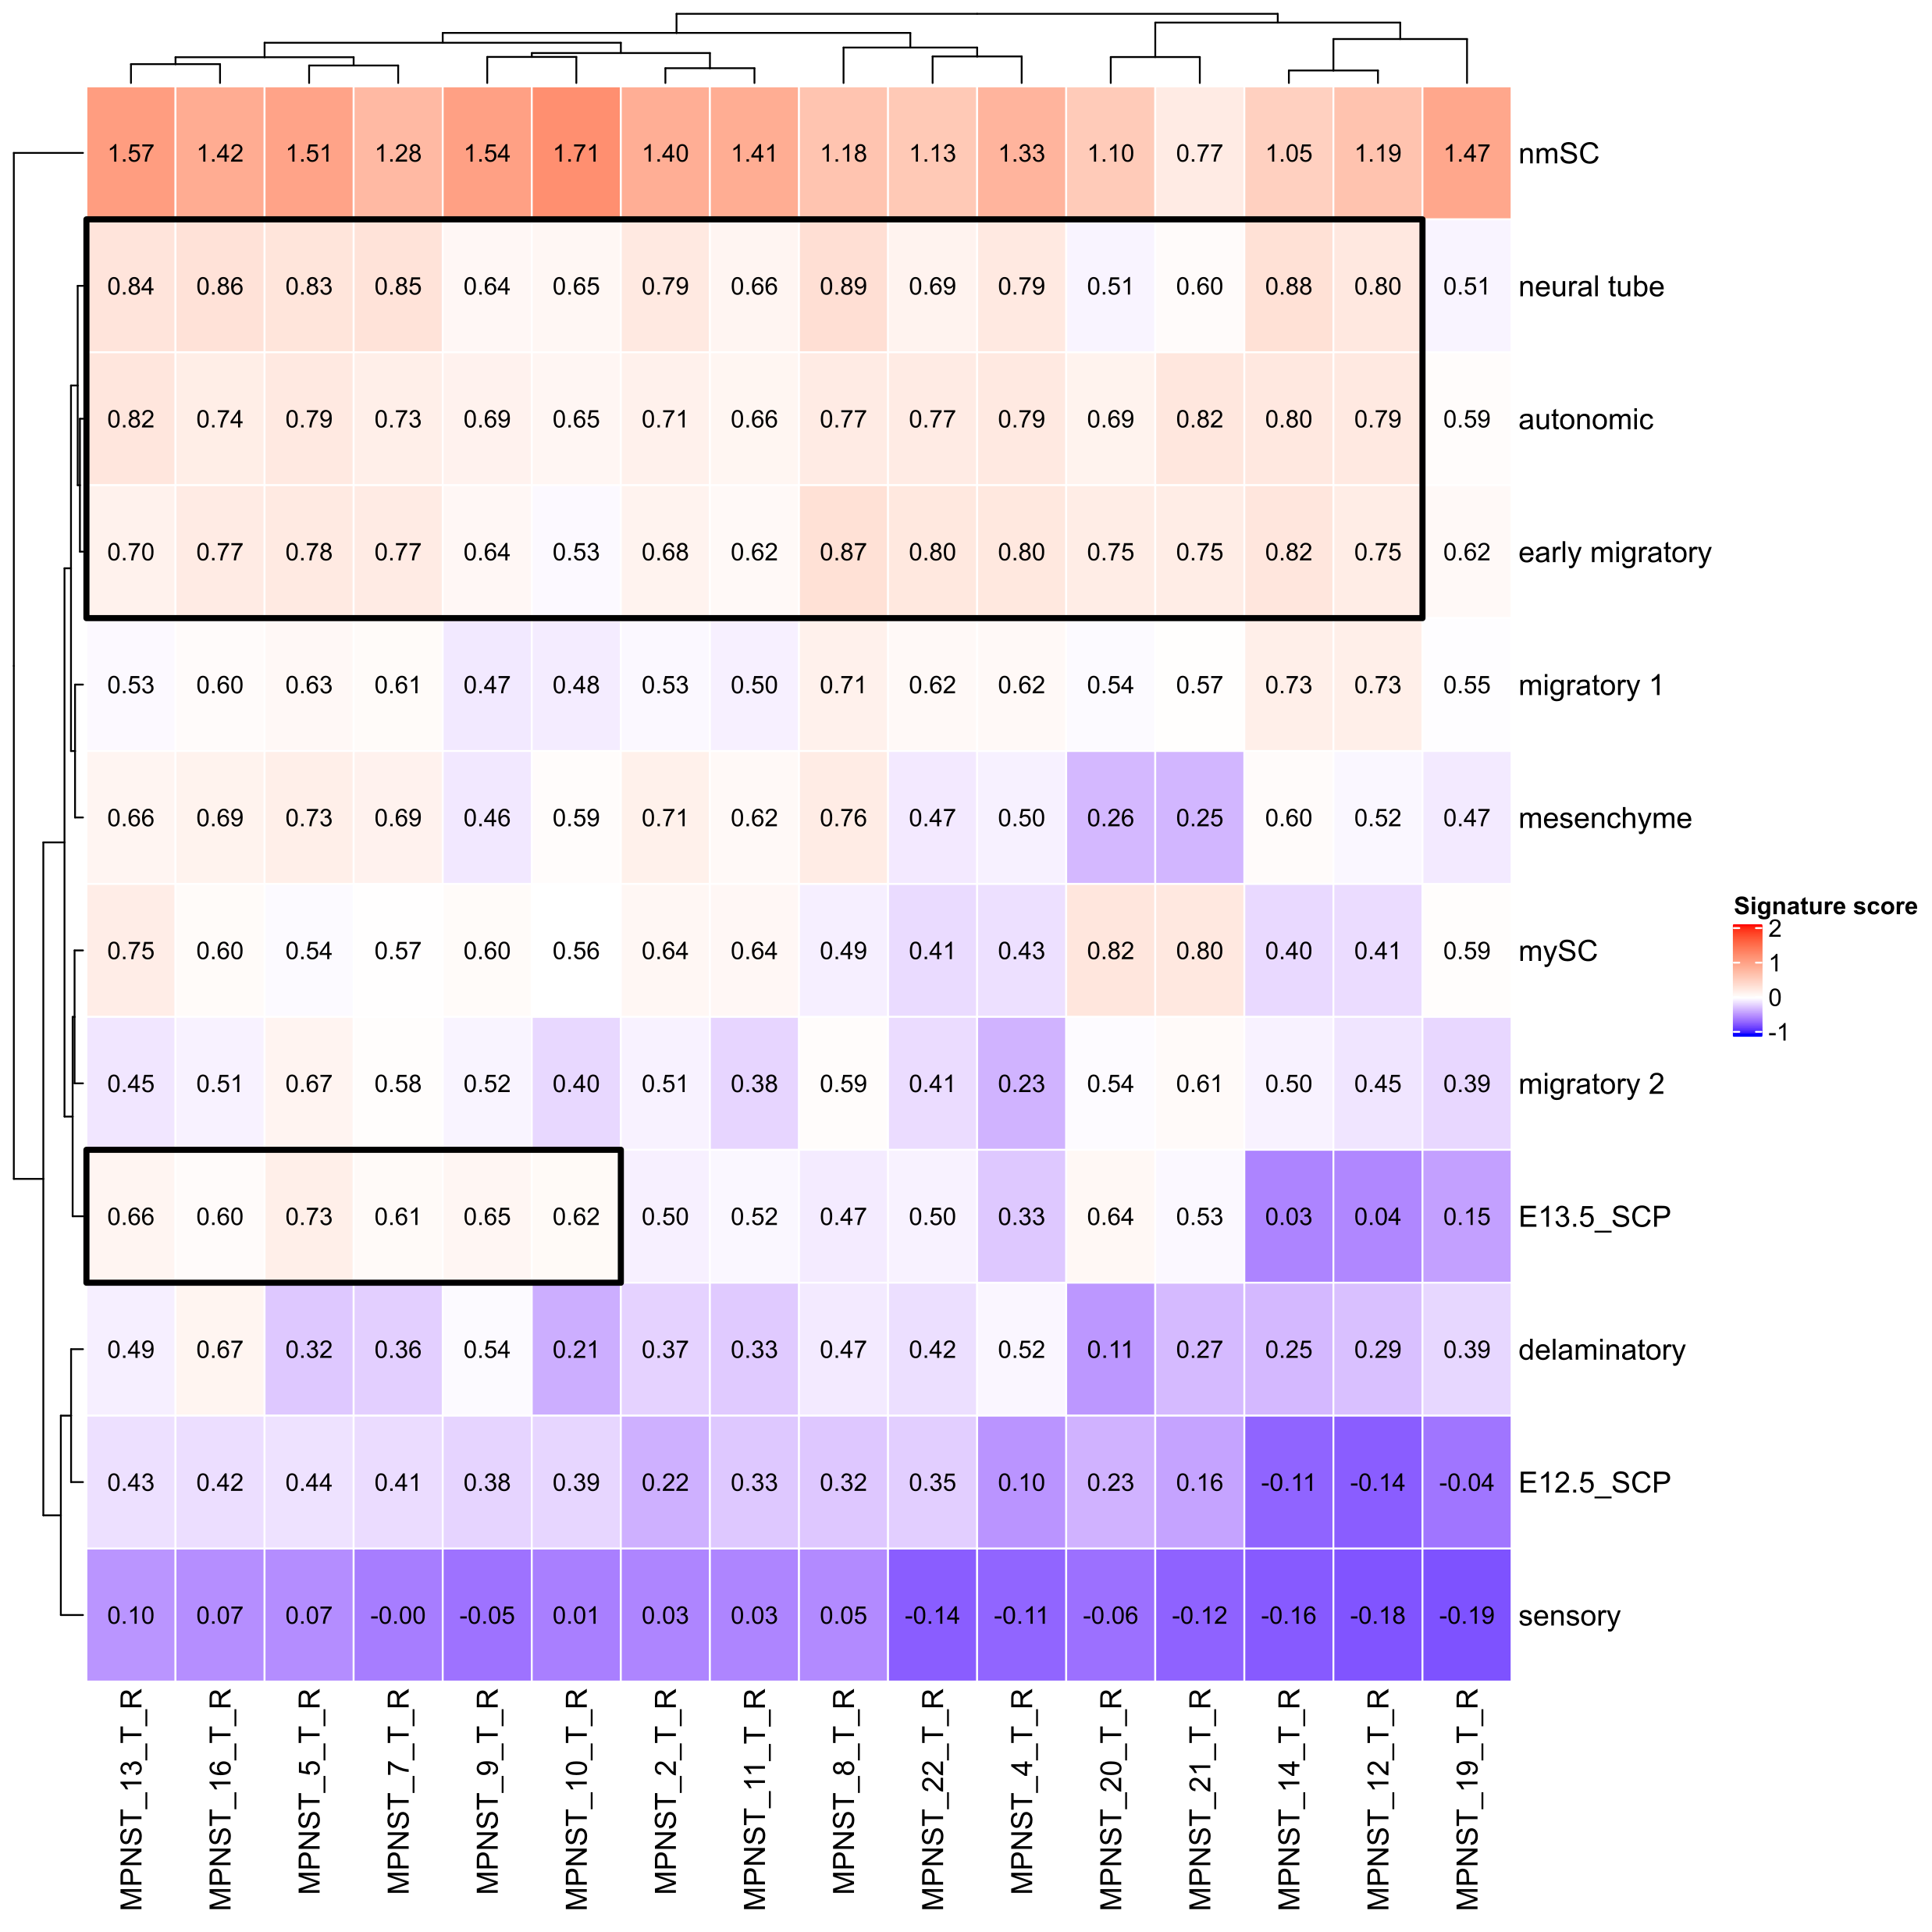 1.57 1.42 1.51 1.28 1.54 1.71 1.40 1.41 1.18 1.13 1.33 1.10 0.77 1.05 1.19 1.47 nmSC
0.84 0.86 0.83 0.85 0.64 0.65 0.79 0.66 0.89 0.69 0.79 0.51 0.60 0.88 0.80 0.51 neural tube
0.82 0.74 0.79 0.73 0.69 0.65 0.71 0.66 0.77 0.77 0.79 0.69 0.82 0.80 0.79 0.59 autonomic
0.70 0.77 0.78 0.77 0.64 0.53 0.68 0.62 0.87 0.80 0.80 0.75 0.75 0.82 0.75 0.62 early migratory
0.53 0.60 0.63 0.61 0.47 0.48 0.53 0.50 0.71 0.62 0.62 0.54 0.57 0.73 0.73 0.55 migratory 1
0.66 0.69 0.73 0.69 0.46 0.59 0.71 0.62 0.76 0.47 0.50 0.26 0.25 0.60 0.52 0.47 mesenchyme
0.75 0.60 0.54 0.57 0.60 0.56 0.64 0.64 0.49 0.41 0.43 0.82 0.80 0.40 0.41 0.59 mySC
0.45 0.51 0.67 0.58 0.52 0.40 0.51 0.38 0.59 0.41 0.23 0.54 0.61 0.50 0.45 0.39 migratory 2
0.66 0.60 0.73 0.61 0.65 0.62 0.50 0.52 0.47 0.50 0.33 0.64 0.53 0.03 0.04 0.15 E13.5_SCP
0.49 0.67 0.32 0.36 0.54 0.21 0.37 0.33 0.47 0.42 0.52 0.11 0.27 0.25 0.29 0.39 delaminatory
0.43 0.42 0.44 0.41 0.38 0.39 0.22 0.33 0.32 0.35 0.10 0.23 0.16 -0.11 -0.14 -0.04 E12.5_SCP
0.10 0.07 0.07 -0.00 -0.05 0.01 0.03 0.03 0.05 -0.14 -0.11 -0.06 -0.12 -0.16 -0.18 -0.19 sensory
MPNST_13_T_R
MPNST_16_T_R
MPNST_5_T_R
MPNST_7_T_R
MPNST_9_T_R
MPNST_10_T_R
MPNST_2_T_R
MPNST_11_T_R
MPNST_8_T_R
MPNST_22_T_R
MPNST_4_T_R
MPNST_20_T_R
MPNST_21_T_R
MPNST_14_T_R
MPNST_12_T_R
MPNST_19_T_R
Signature score
2
1
0
-1